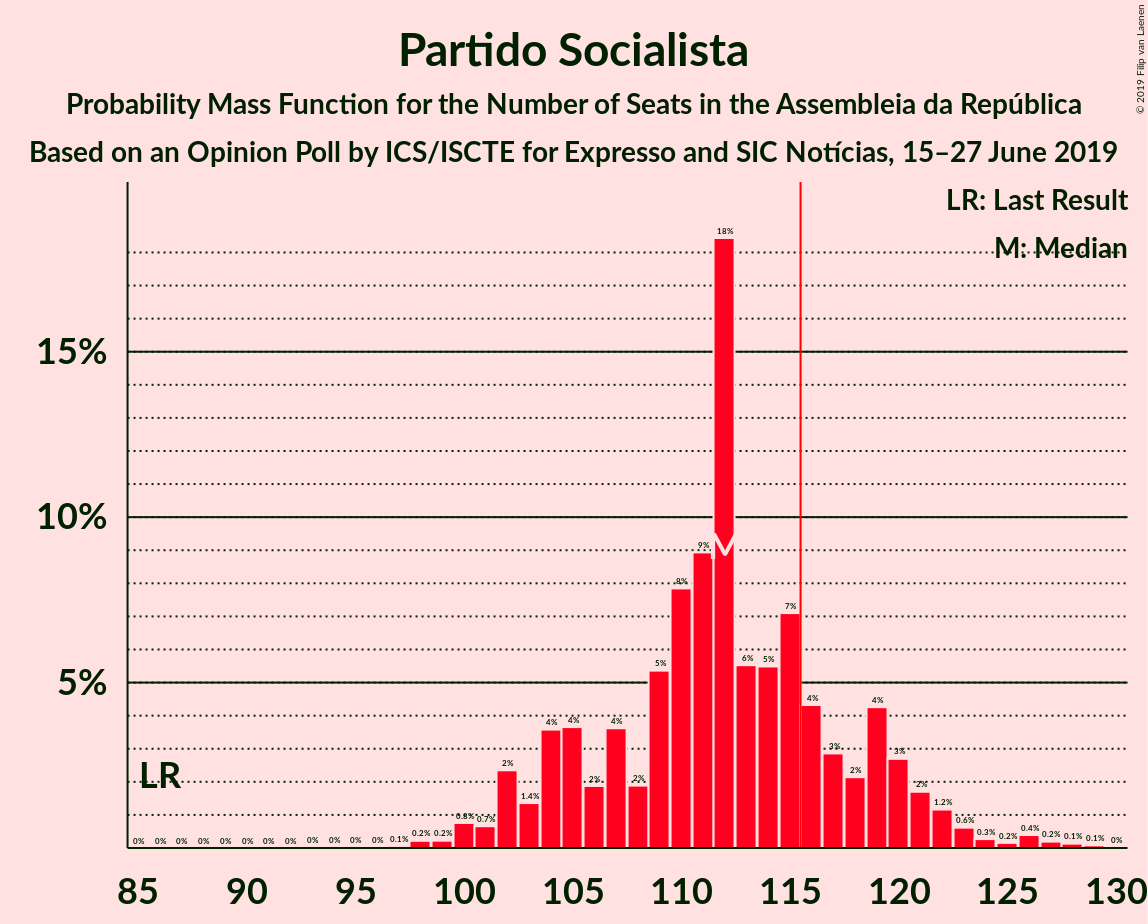 Partido Socialista
Probability Mass Function for the Number of Seats in the Assembleia da República
Based on an Opinion Poll by ICS/ISCTE for Expresso and SIC Notícias, 15–27 June 2019
© 2019 Filip van Laenen
LR: Last Result
M: Median
15%
10%
5%
LR
M
0% 0% 0% 0% 0% 0% 0% 0% 0% 0% 0% 0% 0.1% 0.2% 0.2% 0.8% 0.7% 2% 1.4% 4% 4% 2% 4% 2% 5% 8% 9% 18% 6% 5% 7% 4% 3% 2% 4% 3% 2% 1.2% 0.6% 0.3% 0.2% 0.4% 0.2% 0.1% 0.1% 0%
85 90 95 100 105 110 115 120 125 130